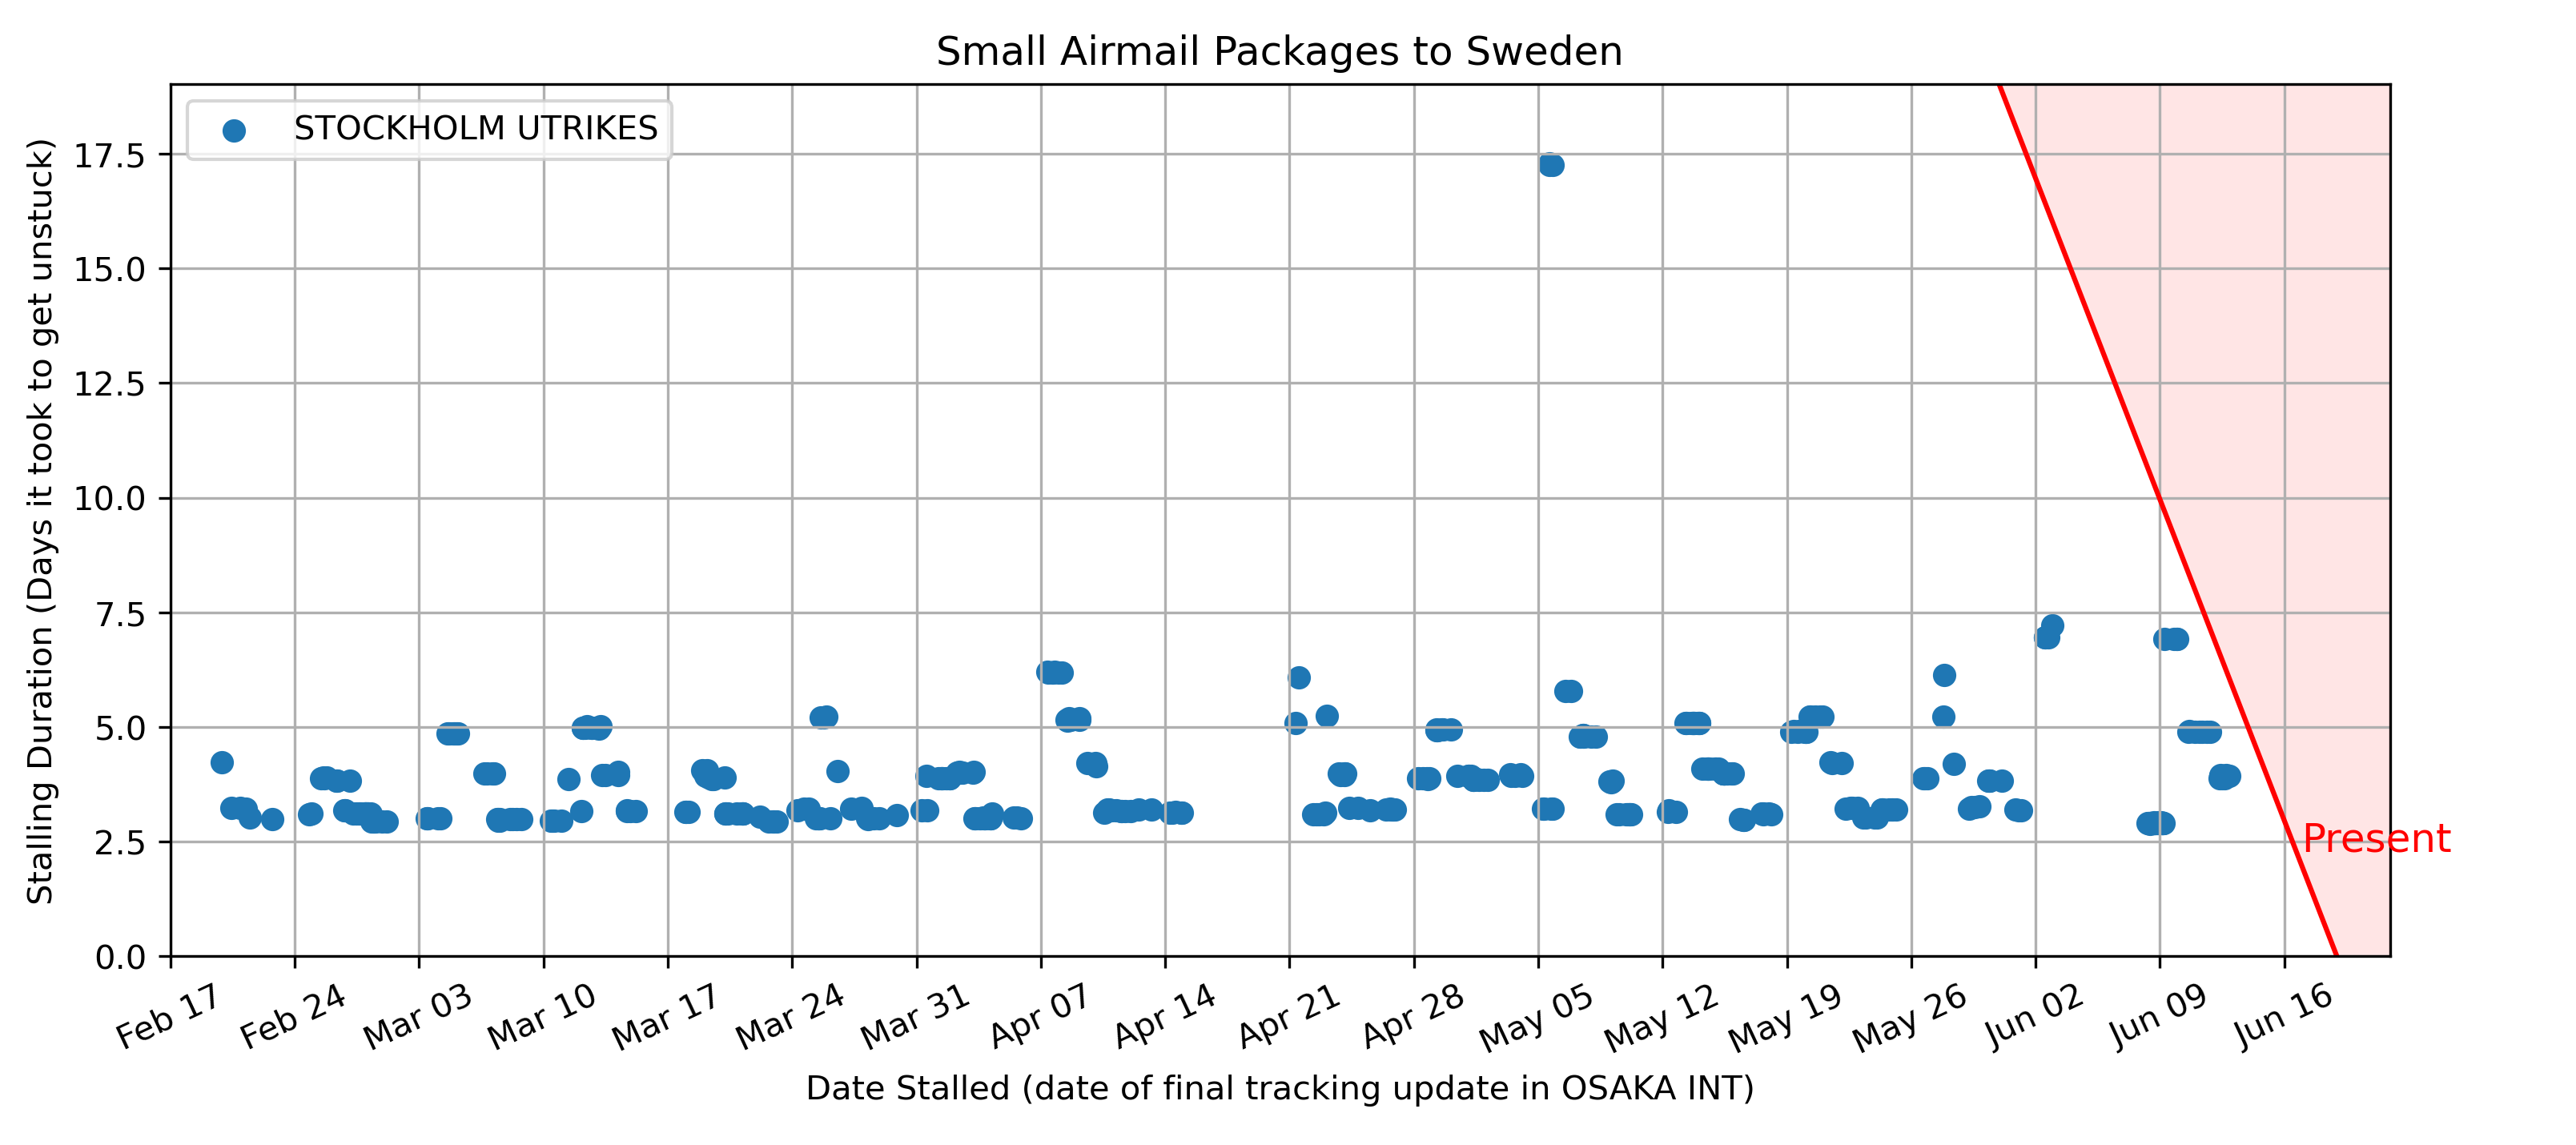 Small Airmail Packages to Sweden
STOCKHOLM UTRIKES
Stalling Duration (Days it took to get unstuck)
17.5
15.0
12.5
10.0
7.5
5.0
2.5
0.0
Present
Feb 17
Feb 24
Mar 03
Mar 10
Mar 17
Mar 24
Mar 31
Apr 07
Apr 14
Apr 21
Apr 28
May 05
May 12
May 19
May 26
Jun 02
Jun 09
Jun 16
Date Stalled (date of final tracking update in OSAKA INT)